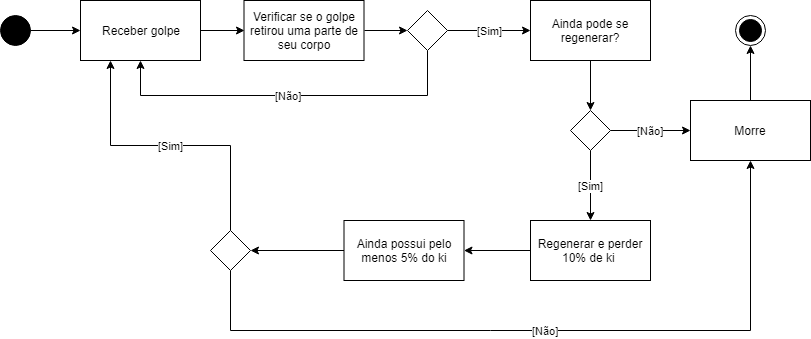 Receber golpe
Verificar se o golpe
retirou uma parte de
seu corpo
[Sim]
Ainda pode se
regenerar?
[Não]
[Não]
Morre
[Sim]
[Sim]
Ainda possui pelo
menos 5% do ki
Regenerar e perder
10% de ki
[Não]